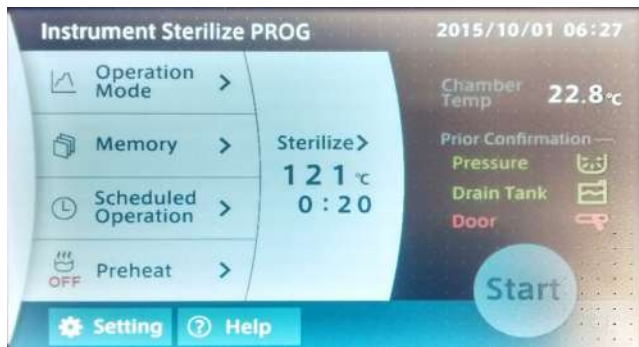 Instrument Sterilize PROG
2015/10/01 06:27
Operation
Mode
Memory
Scheduled
Operation
OFF
Preheat
Sterilize>
121 ℃
0:20
Chamber
Temp
22.8 ℃
Prior Confirmation
Pressure
Drain Tank
Door
Start
Setting
? Help